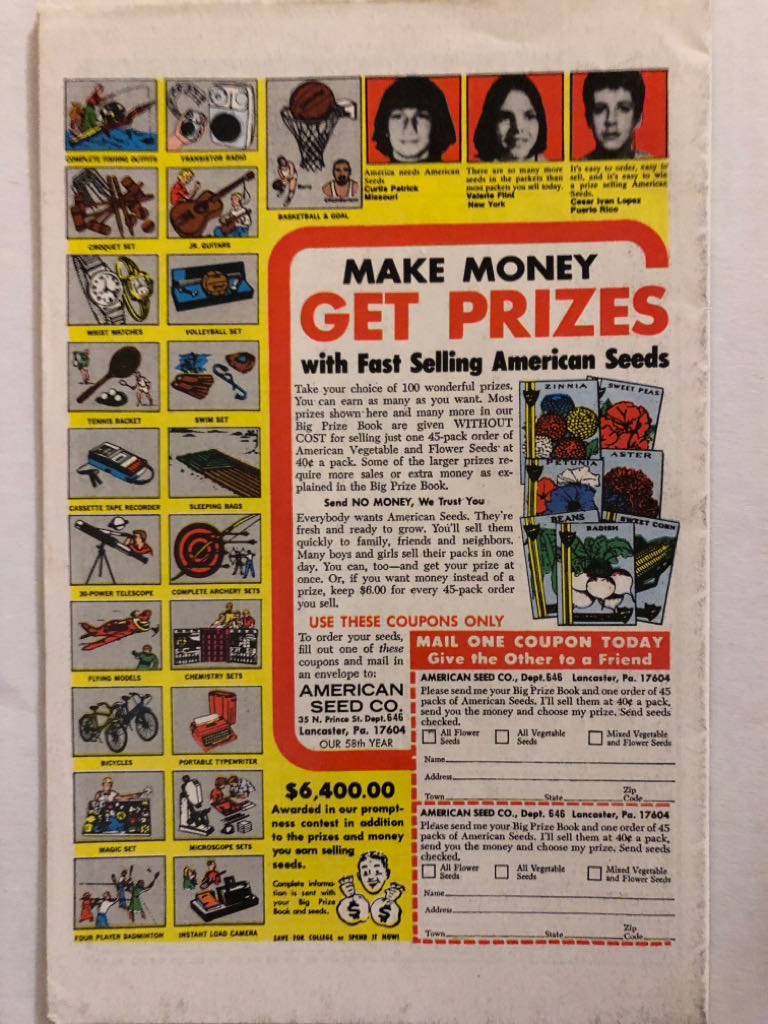 COMPLETE FISHING OUTFITS
TRANSISTOR RADIO
CROQUET SET
JR. GUITARS
WRIST WATCHES
VOLLEYBALL SET
TENNIS RACKET
SWIM SET
CASSETTE TAPE RECORDER
SLEEPING BAGS
30-POWER TELESCOPE
COMPLETE ARCHERY SETS
FLYING MODELS
CHEMISTRY SETS
BICYCLES
PORTABLE TYPEWRITER
MAGIC SET
MICROSCOPE SETS
FOUR PLAYER BADMINTON
INSTANT LOAD CAMERA
BASKETBALL & GOAL
America needs American
Seeds
Curtis Patrick
Missouri
There are so many more
seeds in the packets than
most packets you sell today.
Valerie Flint
New York
It's easy to order, easy to
sell, and it's easy to win
a prize selling American
Seeds.
Cesar Ivan Lopez
Puerto Rico
MAKE MONEY
GET PRIZES
with Fast Selling American Seeds
Take your choice of 100 wonderful prizes.
You can earn as many as you want. Most
prizes shown here and many more in our
Big Prize Book are given WITHOUT
COST for selling just one 45-pack order of
American Vegetable and Flower Seeds at
40¢ a pack. Some of the larger prizes re-
quire more sales or extra money as ex-
plained in the Big Prize Book.
Send NO MONEY, We Trust You
Everybody wants American Seeds. They're
fresh and ready to grow. You'll sell them
quickly to family, friends and neighbors.
Many boys and girls sell their packs in one
day. You can, too—and get your prize at
once. Or, if you want money instead of a
prize, keep $6.00 for every 45-pack order
you sell.
ZINNIA
SWEET PEAS
PETUNIA
ASTER
BEANS
RADISH
SWEET CORN
USE THESE COUPONS ONLY
To order your seeds,
fill out one of these
coupons and mail in
an envelope to:
AMERICAN
SEED CO.
35 N. Prince St. Dept. 646
Lancaster, Pa. 17604
OUR 58th YEAR
$6,400.00
Awarded in our prompt-
ness contest in addition
to the prizes and money
you earn selling
seeds.
Complete informa-
tion is sent with
your Big Prize
Book and seeds.
$ $
SAVE FOR COLLEGE or SPEND IT NOW!
MAIL ONE COUPON TODAY
Give the Other to a Friend
AMERICAN SEED CO., Dept. 646 Lancaster, Pa. 17604
Please send me your Big Prize Book and one order of 45
packs of American Seeds. I'll sell them at 40¢ a pack,
send you the money and choose my prize. Send seeds
checked.
All Flower Seeds
All Vegetable Seeds
Mixed Vegetable and Flower Seeds
Name
Address
Town State Zip Code
AMERICAN SEED CO., Dept. 646 Lancaster, Pa. 17604
Please send me your Big Prize Book and one order of 45
packs of American Seeds. I'll sell them at 40¢ a pack,
send you the money and choose my prize. Send seeds
checked.
All Flower Seeds
All Vegetable Seeds
Mixed Vegetable and Flower Seeds
Name
Address
Town State Zip Code